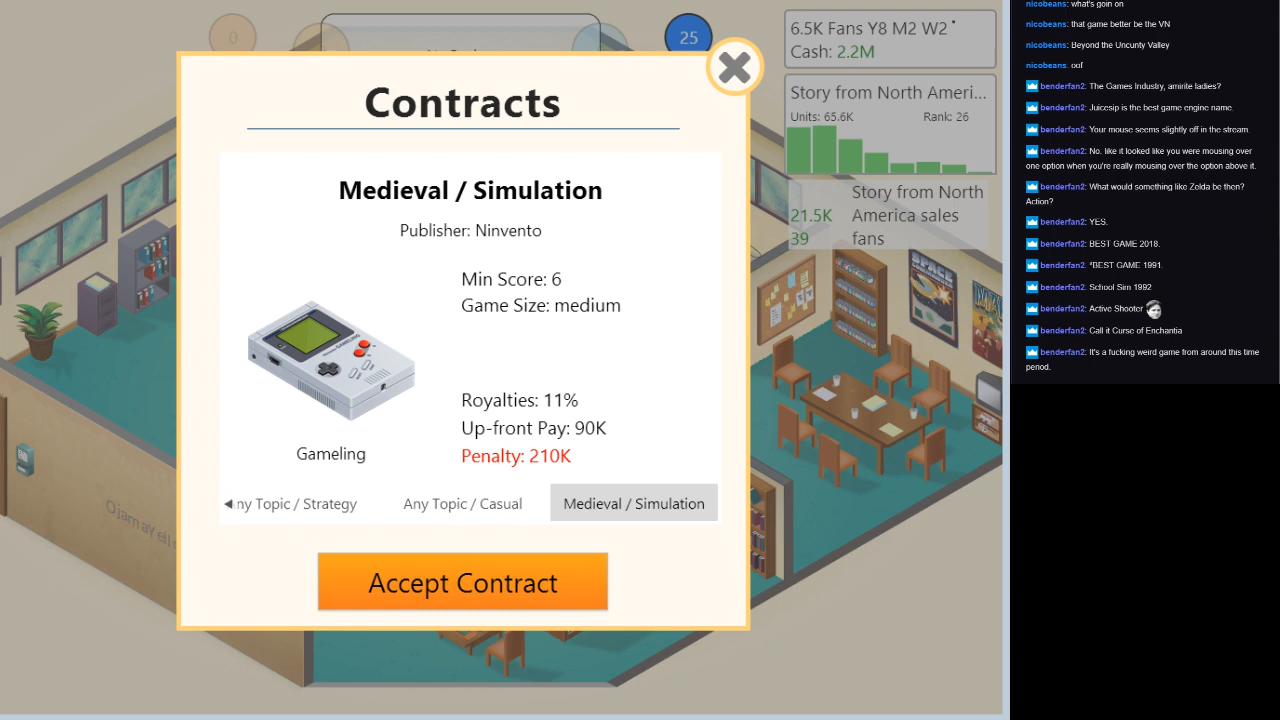 0
25
6.5K Fans Y8 M2 W2
Cash: 2.2M
Story from North Ameri...
Units: 65.6K Rank: 26
21.5K Story from North
America sales
39 fans
Contracts
Medieval / Simulation
Publisher: Ninvento
Min Score: 6
Game Size: medium
Royalties: 11%
Up-front Pay: 90K
Penalty: 210K
Gameling
ny Topic / Strategy Any Topic / Casual Medieval / Simulation
Accept Contract
SPACE
nicobeans: what's goin on
nicobeans: that game better be the VN
nicobeans: Beyond the Uncunty Valley
nicobeans: oof
benderfan2: The Games Industry, amirite ladies?
benderfan2: Juicesip is the best game engine name.
benderfan2: Your mouse seems slightly off in the stream.
benderfan2: No, like it looked like you were mousing over
one option when you're really mousing over the option above it.
benderfan2: What would something like Zelda be then?
Action?
benderfan2: YES.
benderfan2: BEST GAME 2018.
benderfan2: *BEST GAME 1991.
benderfan2: School Sim 1992
benderfan2: Active Shooter
benderfan2: Call it Curse of Enchantia
benderfan2: It's a fucking weird game from around this time
period.